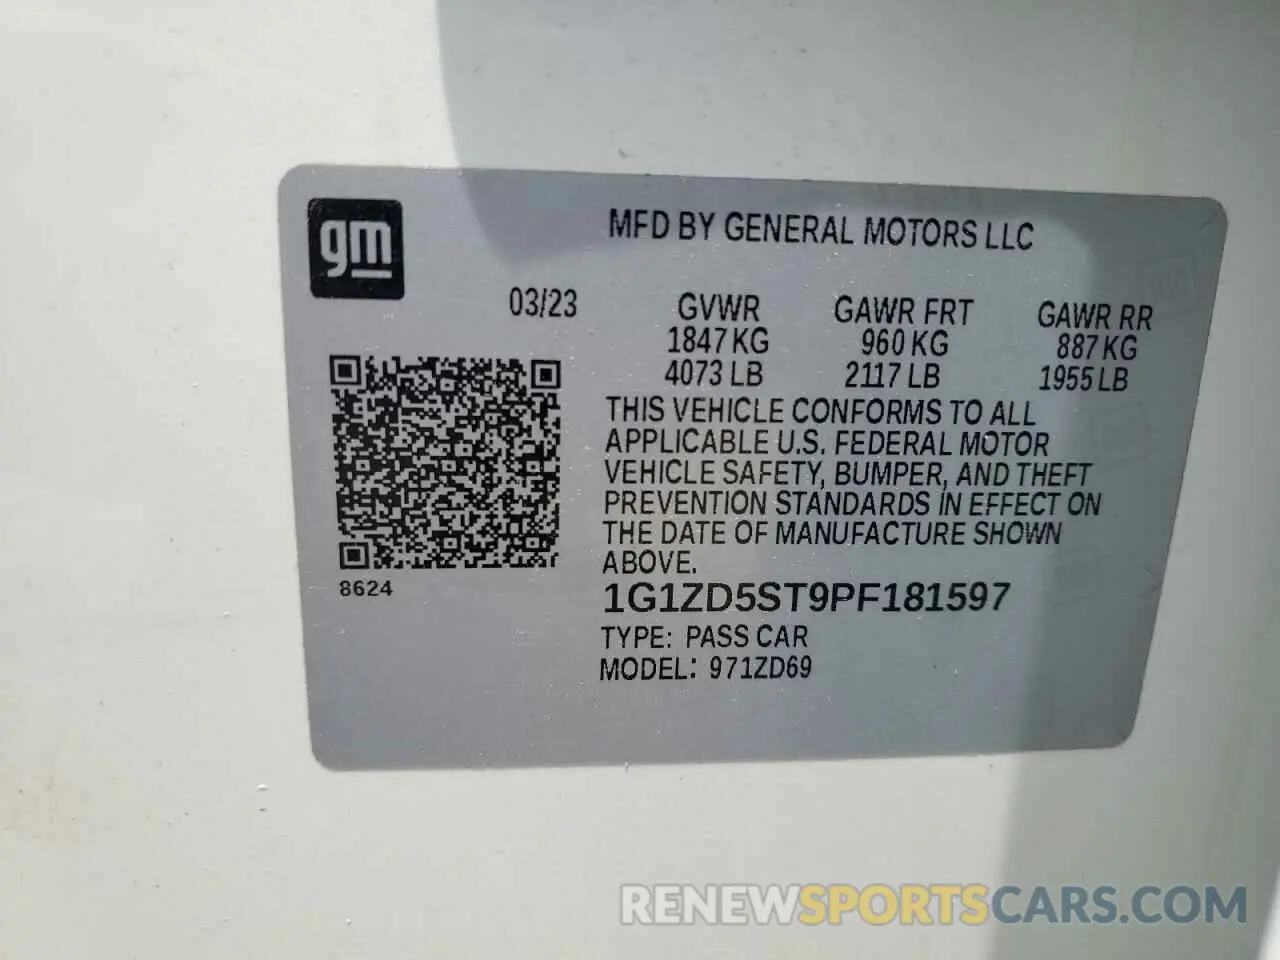 gm
MFD BY GENERAL MOTORS LLC
03/23 GVWR GAWR FRT GAWR RR
1847 KG 960 KG 887 KG
4073 LB 2117 LB 1955 LB
THIS VEHICLE CONFORMS TO ALL
APPLICABLE U.S. FEDERAL MOTOR
VEHICLE SAFETY, BUMPER, AND THEFT
PREVENTION STANDARDS IN EFFECT ON
THE DATE OF MANUFACTURE SHOWN
ABOVE.
8624
1G1ZD5ST9PF181597
TYPE: PASS CAR
MODEL: 971ZD69
RENEWSPORTSCARS.COM